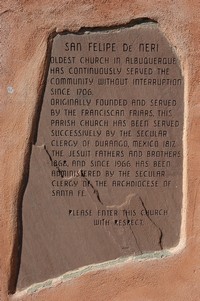 SAN FELIPE DE NERI
OLDEST CHURCH IN ALBUQUERQUE
HAS CONTINUOUSLY SERVED THE
COMMUNITY WITHOUT INTERRUPTION
SINCE 1706.
ORIGINALLY FOUNDED AND SERVED
BY THE FRANCISCAN FRIARS, THIS
PARISH CHURCH HAS BEEN SERVED
SUCCESSIVELY BY THE SECULAR
CLERGY OF DURANGO, MEXICO, 1817,
THE JESUIT FATHERS AND BROTHERS
1868, AND SINCE 1966 HAS BEEN
ADMINISTERED BY THE SECULAR
CLERGY OF THE ARCHDIOCESE OF
SANTA FE.
PLEASE ENTER THIS CHURCH
WITH RESPECT.